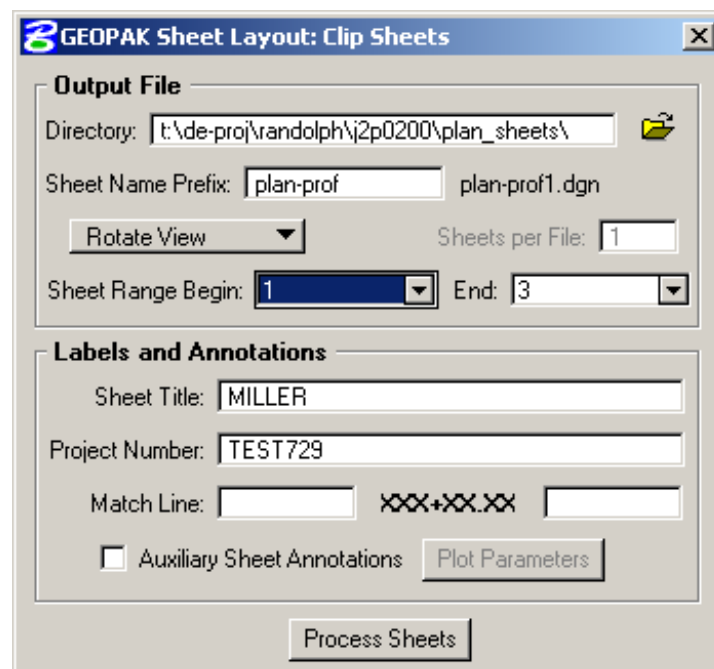 GEOPAK Sheet Layout: Clip Sheets
Output File
Directory: t:\de-proj\randolph\j2p0200\plan_sheets\
Sheet Name Prefix: plan-prof plan-prof1.dgn
Rotate View Sheets per File: 1
Sheet Range Begin: 1 End: 3
Labels and Annotations
Sheet Title: MILLER
Project Number: TEST729
Match Line: XXX+XX.XX
Auxiliary Sheet Annotations Plot Parameters
Process Sheets